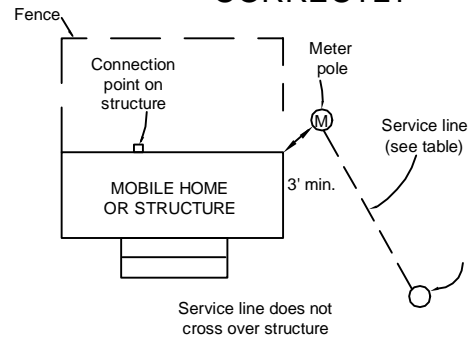 Fence
Connection
point on
structure
Meter
pole
M
Service line
(see table)
3' min.
MOBILE HOME
OR STRUCTURE
Service line does not
cross over structure